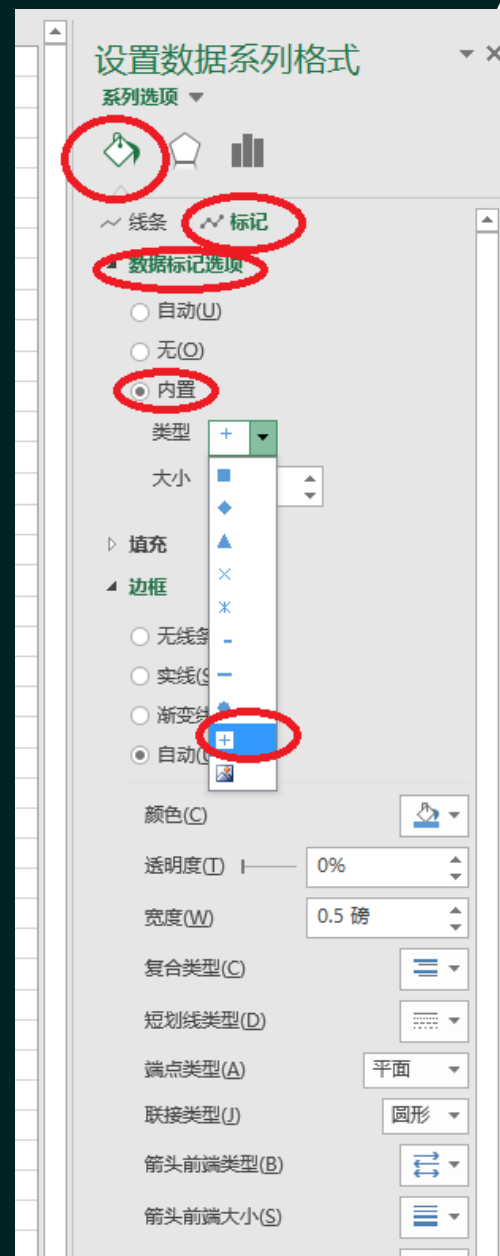 设置数据系列格式
系列选项
线条 标记
数据标记选项
自动(U)
无(O)
内置
类型
大小
填充
边框
无线条
实线(S
渐变线
自动(
颜色(C)
透明度(T) 0%
宽度(W) 0.5 磅
复合类型(C)
短划线类型(D)
端点类型(A) 平面
联接类型(J) 圆形
箭头前端类型(B)
箭头前端大小(S)